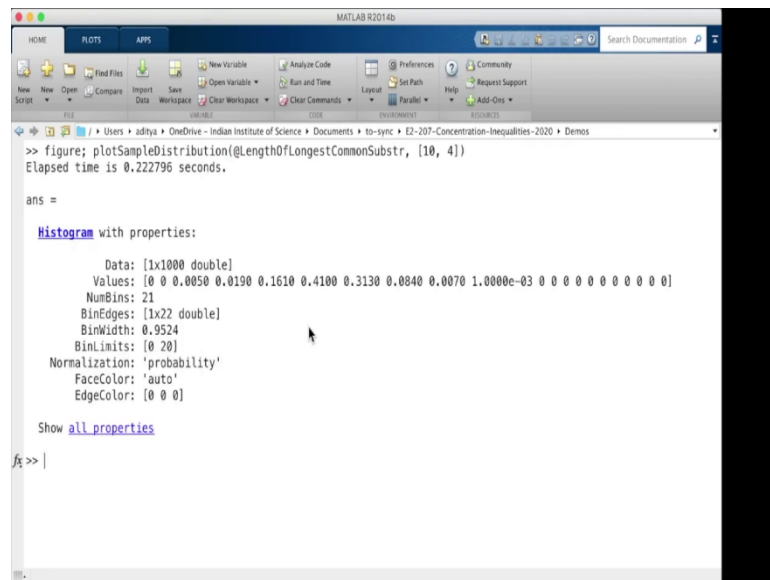 MATLAB R2014b
HOME PLOTS APPS Search Documentation
New Script New Open Find Files Compare Import Data Save Workspace New Variable Open Variable Clear Workspace Analyze Code Run and Time Clear Commands Layout Preferences Set Path Parallel Help Community Request Support Add-Ons
FILE VARIABLE CODE ENVIRONMENT RESOURCES
/ Users aditya OneDrive - Indian Institute of Science Documents to-sync E2-207-Concentration-Inequalities-2020 Demos
>> figure; plotSampleDistribution(@LengthOfLongestCommonSubstr, [10, 4])
Elapsed time is 0.222796 seconds.
ans =
Histogram with properties:
Data: [1x1000 double]
Values: [0 0 0.0050 0.0190 0.1610 0.4100 0.3130 0.0840 0.0070 1.0000e-03 0 0 0 0 0 0 0 0 0 0 0]
NumBins: 21
BinEdges: [1x22 double]
BinWidth: 0.9524
BinLimits: [0 20]
Normalization: 'probability'
FaceColor: 'auto'
EdgeColor: [0 0 0]
Show all properties
fx >>